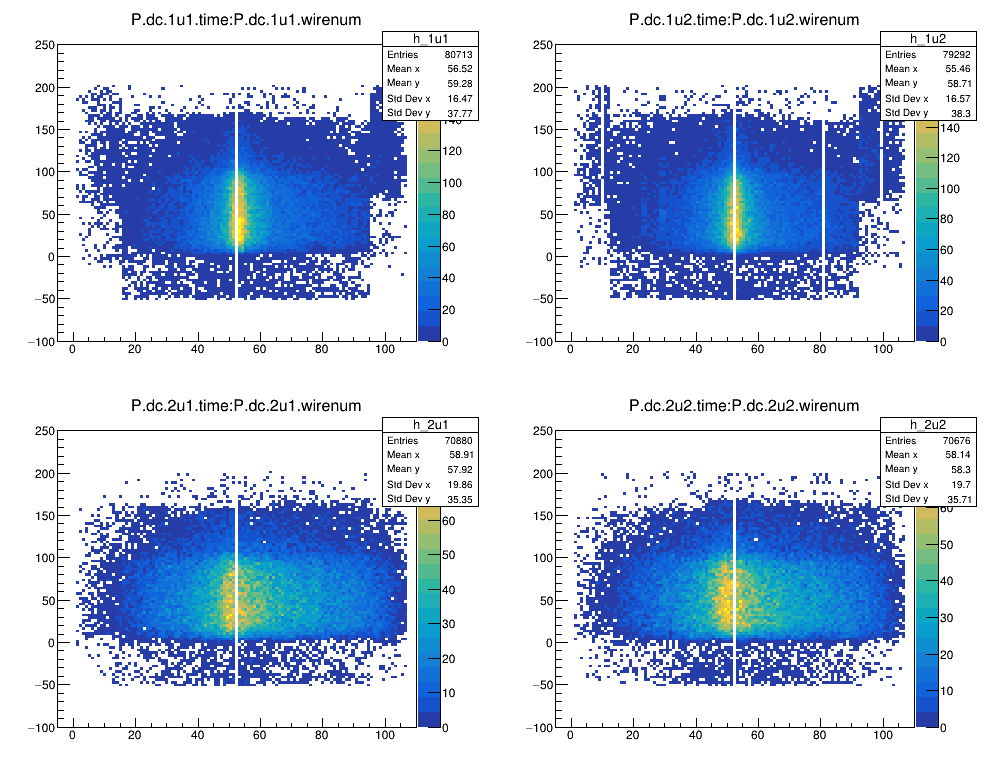 P.dc.1u1.time:P.dc.1u1.wirenum
h_1u1
Entries 80713
Mean x 56.52
Mean y 59.28
Std Dev x 16.47
Std Dev y 37.77
250
200
150
100
50
0
−50
−100
0 20 40 60 80 100
140
120
100
80
60
40
20
0
P.dc.1u2.time:P.dc.1u2.wirenum
h_1u2
Entries 79292
Mean x 55.46
Mean y 58.71
Std Dev x 16.57
Std Dev y 38.3
250
200
150
100
50
0
−50
−100
0 20 40 60 80 100
140
120
100
80
60
40
20
0
P.dc.2u1.time:P.dc.2u1.wirenum
h_2u1
Entries 70880
Mean x 58.91
Mean y 57.92
Std Dev x 19.86
Std Dev y 35.35
250
200
150
100
50
0
−50
−100
0 20 40 60 80 100
60
50
40
30
20
10
0
P.dc.2u2.time:P.dc.2u2.wirenum
h_2u2
Entries 70676
Mean x 58.14
Mean y 58.3
Std Dev x 19.7
Std Dev y 35.71
250
200
150
100
50
0
−50
−100
0 20 40 60 80 100
60
50
40
30
20
10
0